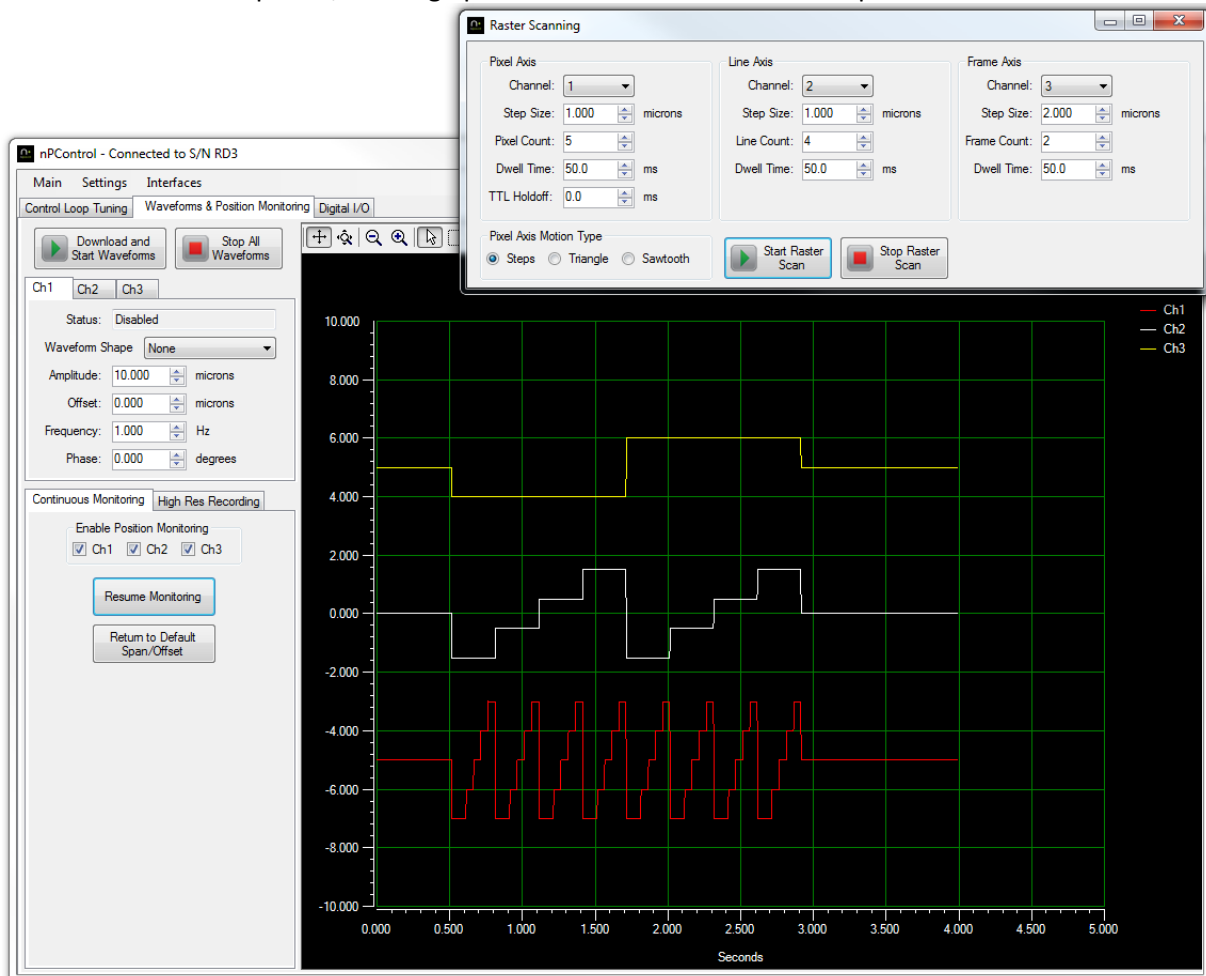 Raster Scanning
Pixel Axis
Channel: 1
Step Size: 1.000 microns
Pixel Count: 5
Dwell Time: 50.0 ms
TTL Holdoff: 0.0 ms
Line Axis
Channel: 2
Step Size: 1.000 microns
Line Count: 4
Dwell Time: 50.0 ms
Frame Axis
Channel: 3
Step Size: 2.000 microns
Frame Count: 2
Dwell Time: 50.0 ms
Pixel Axis Motion Type
Steps Triangle Sawtooth
Start Raster
Scan
Stop Raster
Scan
nPControl - Connected to S/N RD3
Main Settings Interfaces
Control Loop Tuning Waveforms & Position Monitoring Digital I/O
Download and
Start Waveforms
Stop All
Waveforms
Ch1 Ch2 Ch3
Status: Disabled
Waveform Shape None
Amplitude: 10.000 microns
Offset: 0.000 microns
Frequency: 1.000 Hz
Phase: 0.000 degrees
Continuous Monitoring High Res Recording
Enable Position Monitoring
Ch1 Ch2 Ch3
Resume Monitoring
Return to Default
Span/Offset
Ch1
Ch2
Ch3
10.000
8.000
6.000
4.000
2.000
0.000
-2.000
-4.000
-6.000
-8.000
-10.000
0.000 0.500 1.000 1.500 2.000 2.500 3.000 3.500 4.000 4.500 5.000
Seconds